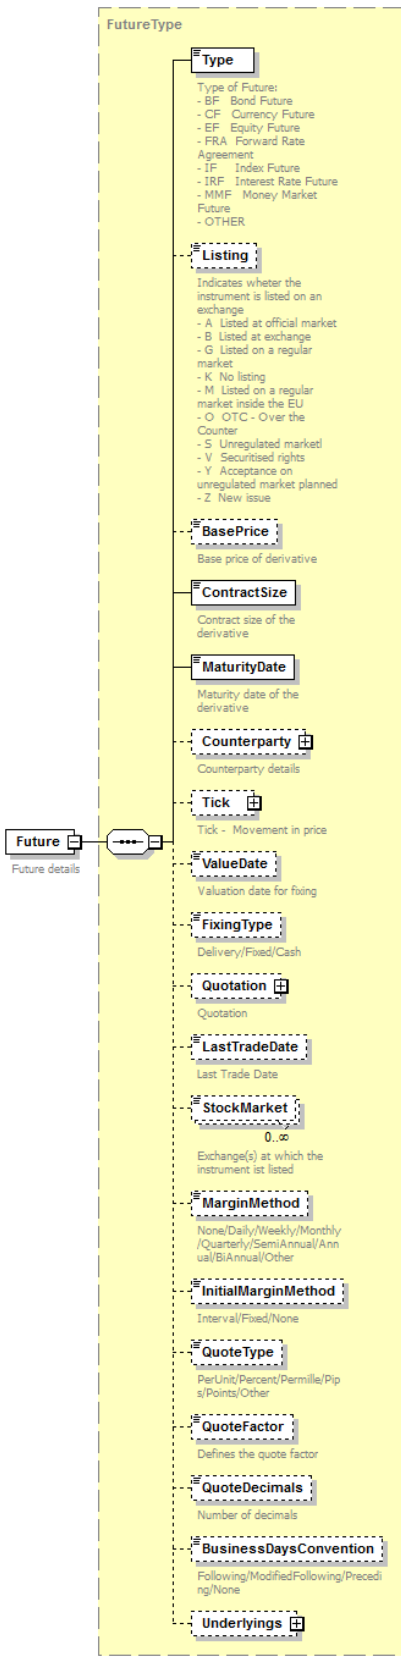 FutureType
Type
Type of Future:
- BF Bond Future
- CF Currency Future
- EF Equity Future
- FRA Forward Rate
Agreement
- IF Index Future
- IRF Interest Rate Future
- MMF Money Market
Future
- OTHER
Listing
Indicates wheter the
instrument is listed on an
exchange
- A Listed at official market
- B Listed at exchange
- G Listed on a regular
market
- K No listing
- M Listed on a regular
market inside the EU
- O OTC - Over the
Counter
- S Unregulated marketl
- V Securitised rights
- Y Acceptance on
unregulated market planned
- Z New issue
BasePrice
Base price of derivative
ContractSize
Contract size of the
derivative
MaturityDate
Maturity date of the
derivative
Counterparty
Counterparty details
Tick
Tick - Movement in price
Future
Future details
ValueDate
Valuation date for fixing
FixingType
Delivery/Fixed/Cash
Quotation
Quotation
LastTradeDate
Last Trade Date
StockMarket
0..∞
Exchange(s) at which the
instrument ist listed
MarginMethod
None/Daily/Weekly/Monthly
/Quarterly/SemiAnnual/Ann
ual/BiAnnual/Other
InitialMarginMethod
Interval/Fixed/None
QuoteType
PerUnit/Percent/Permille/Pip
s/Points/Other
QuoteFactor
Defines the quote factor
QuoteDecimals
Number of decimals
BusinessDaysConvention
Following/ModifiedFollowing/Precedi
ng/None
Underlyings